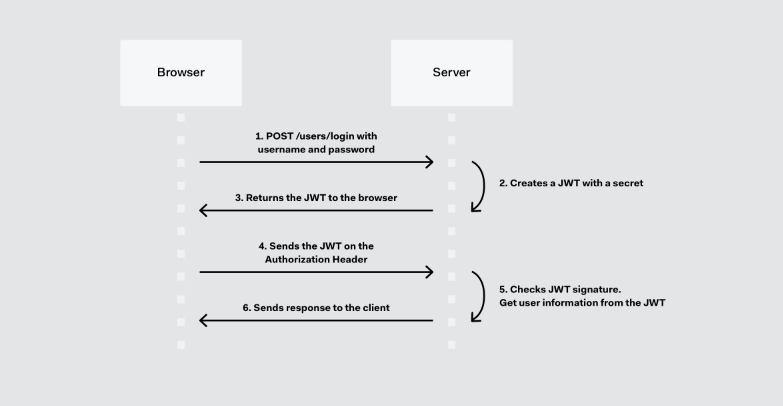 Browser
Server
1. POST /users/login with
username and password
2. Creates a JWT with a secret
3. Returns the JWT to the browser
4. Sends the JWT on the
Authorization Header
5. Checks JWT signature.
Get user information from the JWT
6. Sends response to the client